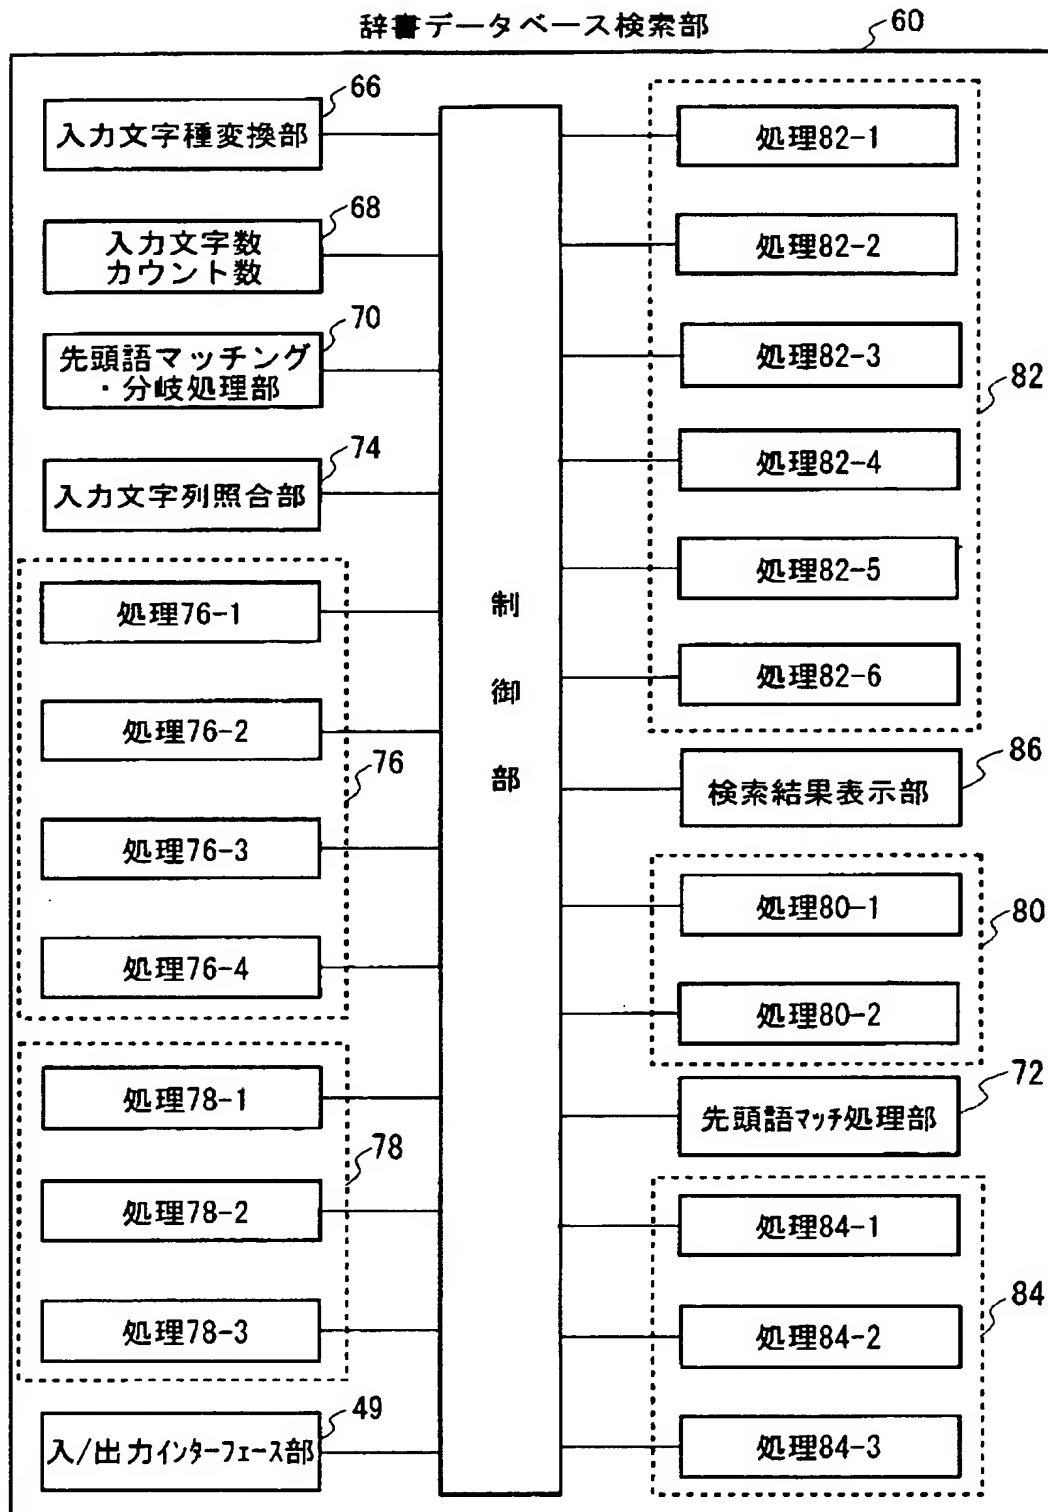 辞書データベース検索部
60
66
入力文字種変換部
68
入力文字数
カウント数
70
先頭語マッチング
・分岐処理部
74
入力文字列照合部
処理76-1
処理76-2
76
処理76-3
処理76-4
処理78-1
78
処理78-2
処理78-3
49
入/出力インターフェース部
制御部
処理82-1
処理82-2
処理82-3
82
処理82-4
処理82-5
処理82-6
86
検索結果表示部
処理80-1
80
処理80-2
72
先頭語マッチ処理部
処理84-1
84
処理84-2
処理84-3